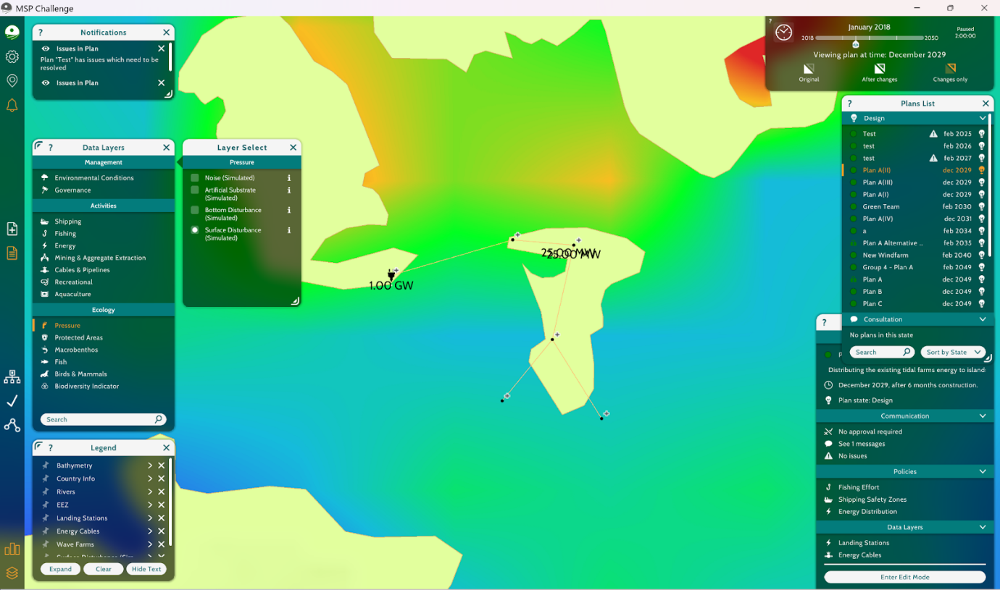 MSP Challenge
? Notifications
Issues in Plan
Plan "Test" has issues which need to be
resolved
Issues in Plan
? Data Layers
Management
Environmental Conditions
Governance
Activities
Shipping
Fishing
Energy
Mining & Aggregate Extraction
Cables & Pipelines
Recreational
Aquaculture
Ecology
Pressure
Protected Areas
Macrobenthos
Fish
Birds & Mammals
Biodiversity Indicator
Search
Layer Select
Pressure
Noise (Simulated)
Artificial Substrate
(Simulated)
Bottom Disturbance
(Simulated)
Surface Disturbance
(Simulated)
? Legend
Bathymetry
Country Info
Rivers
EEZ
Landing Stations
Energy Cables
Wave Farms
Expand Clear Hide Text
1.00 GW
25.00 MW
25.00 MW
?
January 2018
2018 2050
Paused
2:00:00
Viewing plan at time: December 2029
Original After changes Changes only
? Plans List
Design
Test feb 2025
test feb 2026
test feb 2027
Plan A(II) dec 2029
Plan A(III) dec 2029
Plan A(I) dec 2029
Green Team feb 2030
Plan A(IV) dec 2031
a feb 2034
Plan A Alternative ... feb 2035
New Windfarm feb 2040
Group 4 - Plan A feb 2049
Plan A dec 2049
Plan B dec 2049
Plan C dec 2049
Consultation
No plans in this state
Search Sort by State
?
P
Distributing the existing tidal farms energy to island
December 2029, after 6 months construction.
Plan state: Design
Communication
No approval required
See 1 messages
No issues
Policies
Fishing Effort
Shipping Safety Zones
Energy Distribution
Data Layers
Landing Stations
Energy Cables
Enter Edit Mode